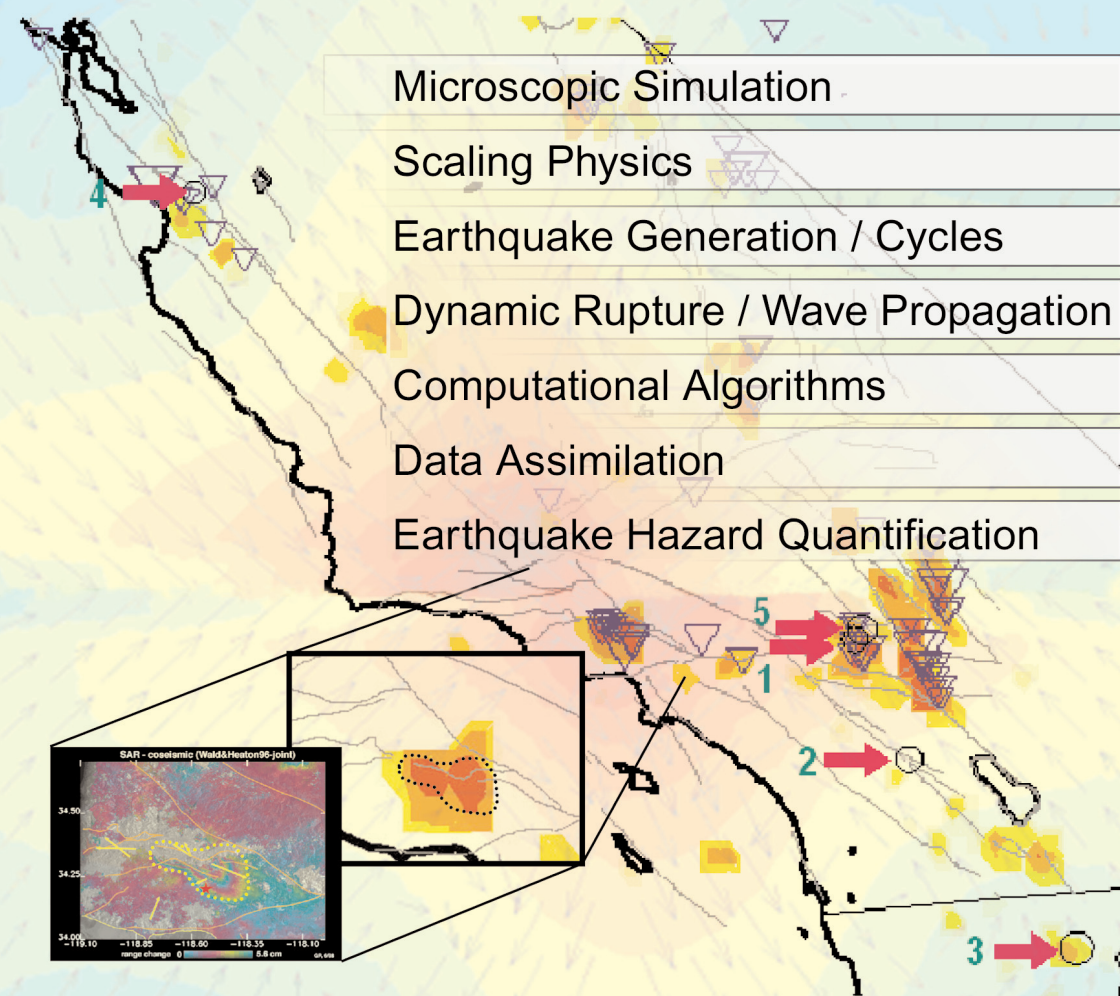 Microscopic Simulation
Scaling Physics
4
Earthquake Generation / Cycles
Dynamic Rupture / Wave Propagation
Computational Algorithms
Data Assimilation
Earthquake Hazard Quantification
5
1
2
3
SAR - coseismic (Wald&Heaton96-joint)
34.50
34.25
34.00
-119.10 -118.85 -118.60 -118.35 -118.10
range change 0 5.6 cm